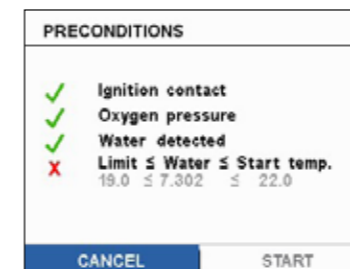 PRECONDITIONS
Ignition contact
Oxygen pressure
Water detected
Limit ≤ Water ≤ Start temp.
19.0 ≤ 7.302 ≤ 22.0
CANCEL START